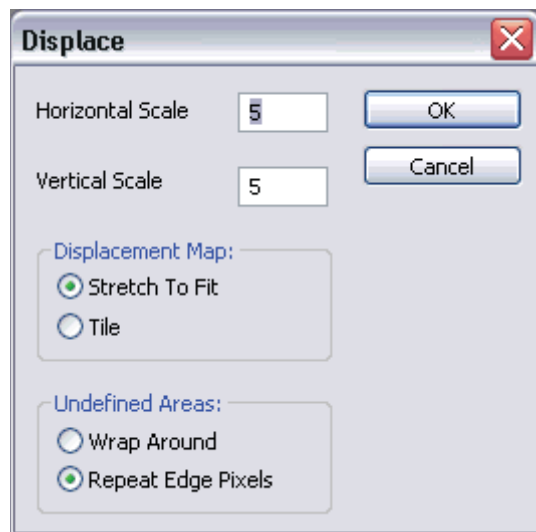 Displace
Horizontal Scale 5 OK
Vertical Scale 5 Cancel
Displacement Map:
Stretch To Fit
Tile
Undefined Areas:
Wrap Around
Repeat Edge Pixels